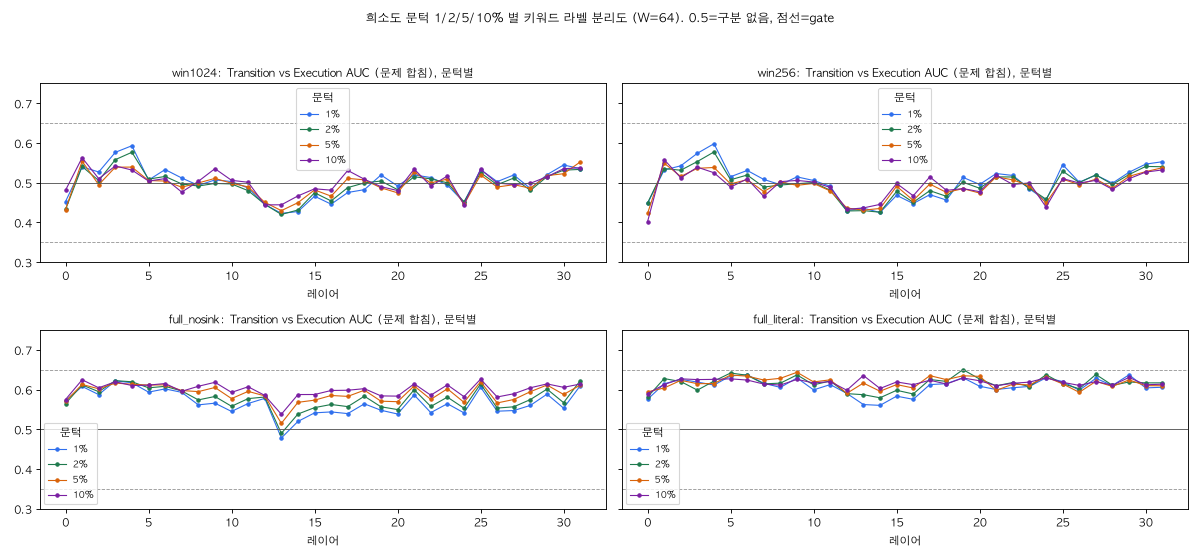 희소도 문턱 1/2/5/10% 별 키워드 라벨 분리도 (W=64). 0.5=구분 없음, 점선=gate
win1024: Transition vs Execution AUC (문제 합침), 문턱별
0.7
0.6
0.5
0.4
0.3
문턱
1%
2%
5%
10%
0 5 10 15 20 25 30
레이어
win256: Transition vs Execution AUC (문제 합침), 문턱별
문턱
1%
2%
5%
10%
0 5 10 15 20 25 30
레이어
full_nosink: Transition vs Execution AUC (문제 합침), 문턱별
0.7
0.6
0.5
0.4
0.3
문턱
1%
2%
5%
10%
0 5 10 15 20 25 30
레이어
full_literal: Transition vs Execution AUC (문제 합침), 문턱별
문턱
1%
2%
5%
10%
0 5 10 15 20 25 30
레이어